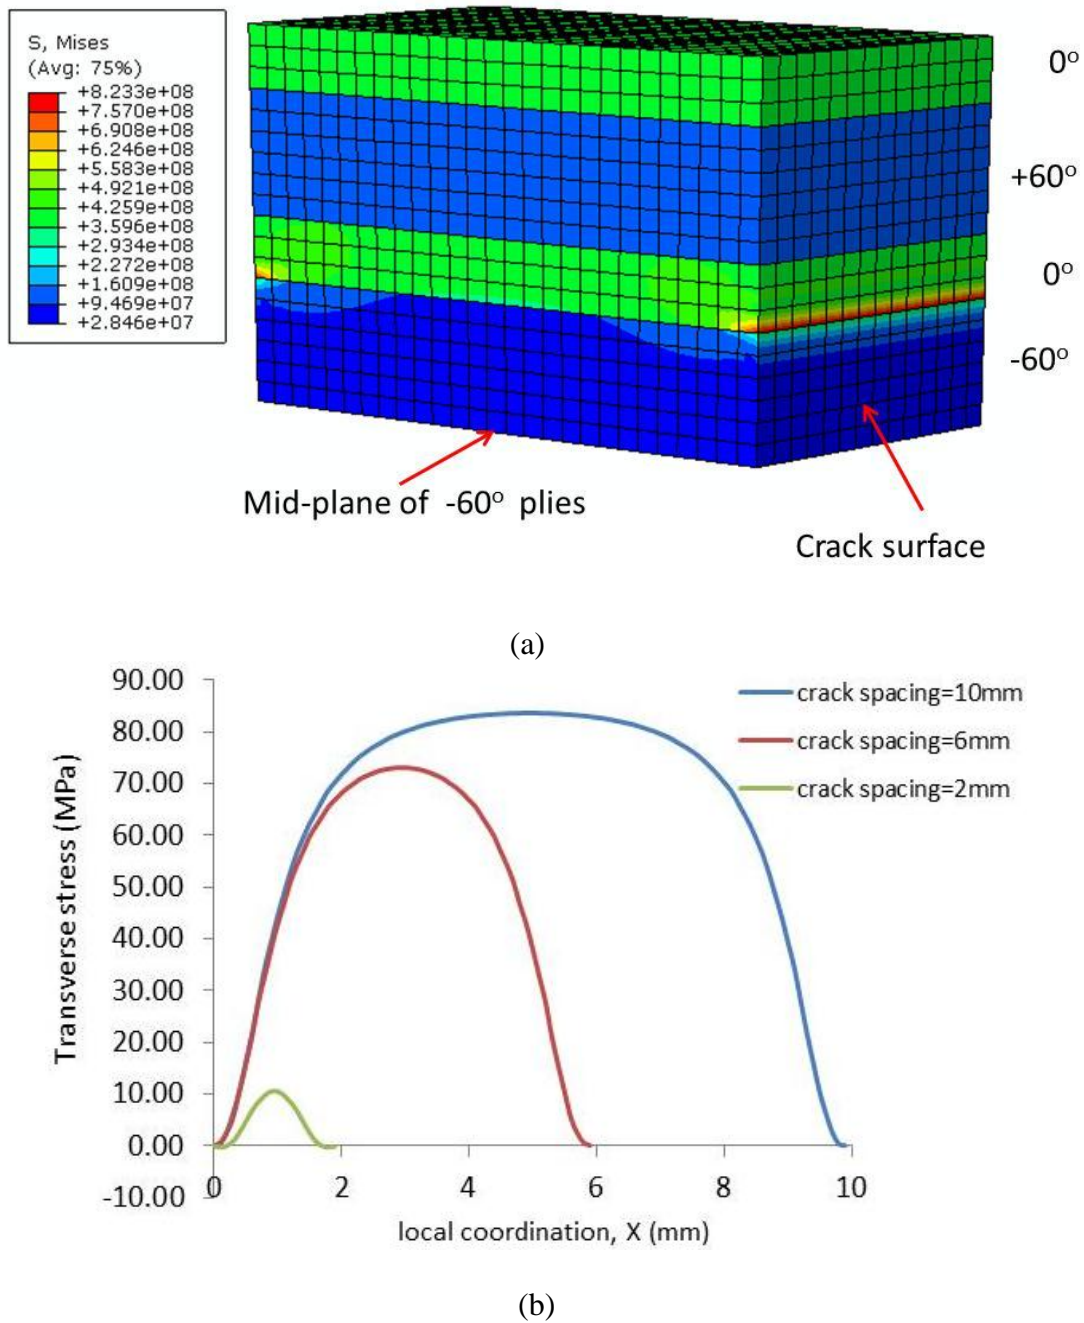 S, Mises
(Avg: 75%)
+8.233e+08
+7.570e+08
+6.908e+08
+6.246e+08
+5.583e+08
+4.921e+08
+4.259e+08
+3.596e+08
+2.934e+08
+2.272e+08
+1.609e+08
+9.469e+07
+2.846e+07
0°
+60°
0°
-60°
Mid-plane of -60° plies
Crack surface
(a)
90.00
80.00
70.00
60.00
50.00
40.00
30.00
20.00
10.00
0.00
-10.00
Transverse stress (MPa)
crack spacing=10mm
crack spacing=6mm
crack spacing=2mm
0 2 4 6 8 10
local coordination, X (mm)
(b)